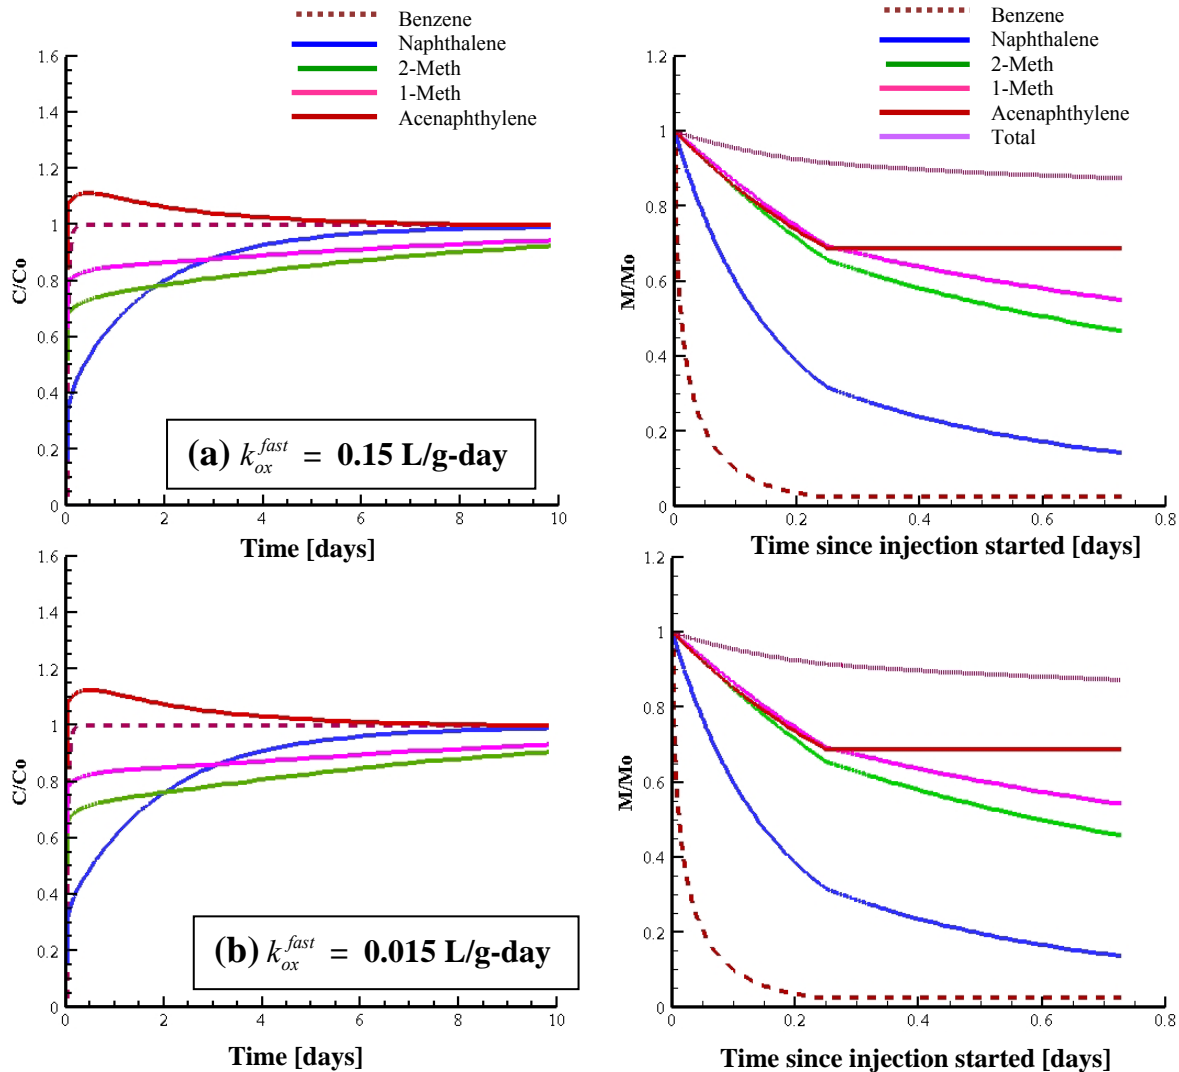 Benzene
Naphthalene
2-Meth
1-Meth
Acenaphthylene
1.6
1.4
1.2
1
0.8
0.6
0.4
0.2
0
C/Co
0 2 4 6 8 10
Time [days]
(a) k_ox^fast = 0.15 L/g-day
Benzene
Naphthalene
2-Meth
1-Meth
Acenaphthylene
Total
1.2
1
0.8
0.6
0.4
0.2
0
M/Mo
0 0.2 0.4 0.6 0.8
Time since injection started [days]
1.6
1.4
1.2
1
0.8
0.6
0.4
0.2
0
C/Co
0 2 4 6 8 10
Time [days]
(b) k_ox^fast = 0.015 L/g-day
1.2
1
0.8
0.6
0.4
0.2
0
M/Mo
0 0.2 0.4 0.6 0.8
Time since injection started [days]